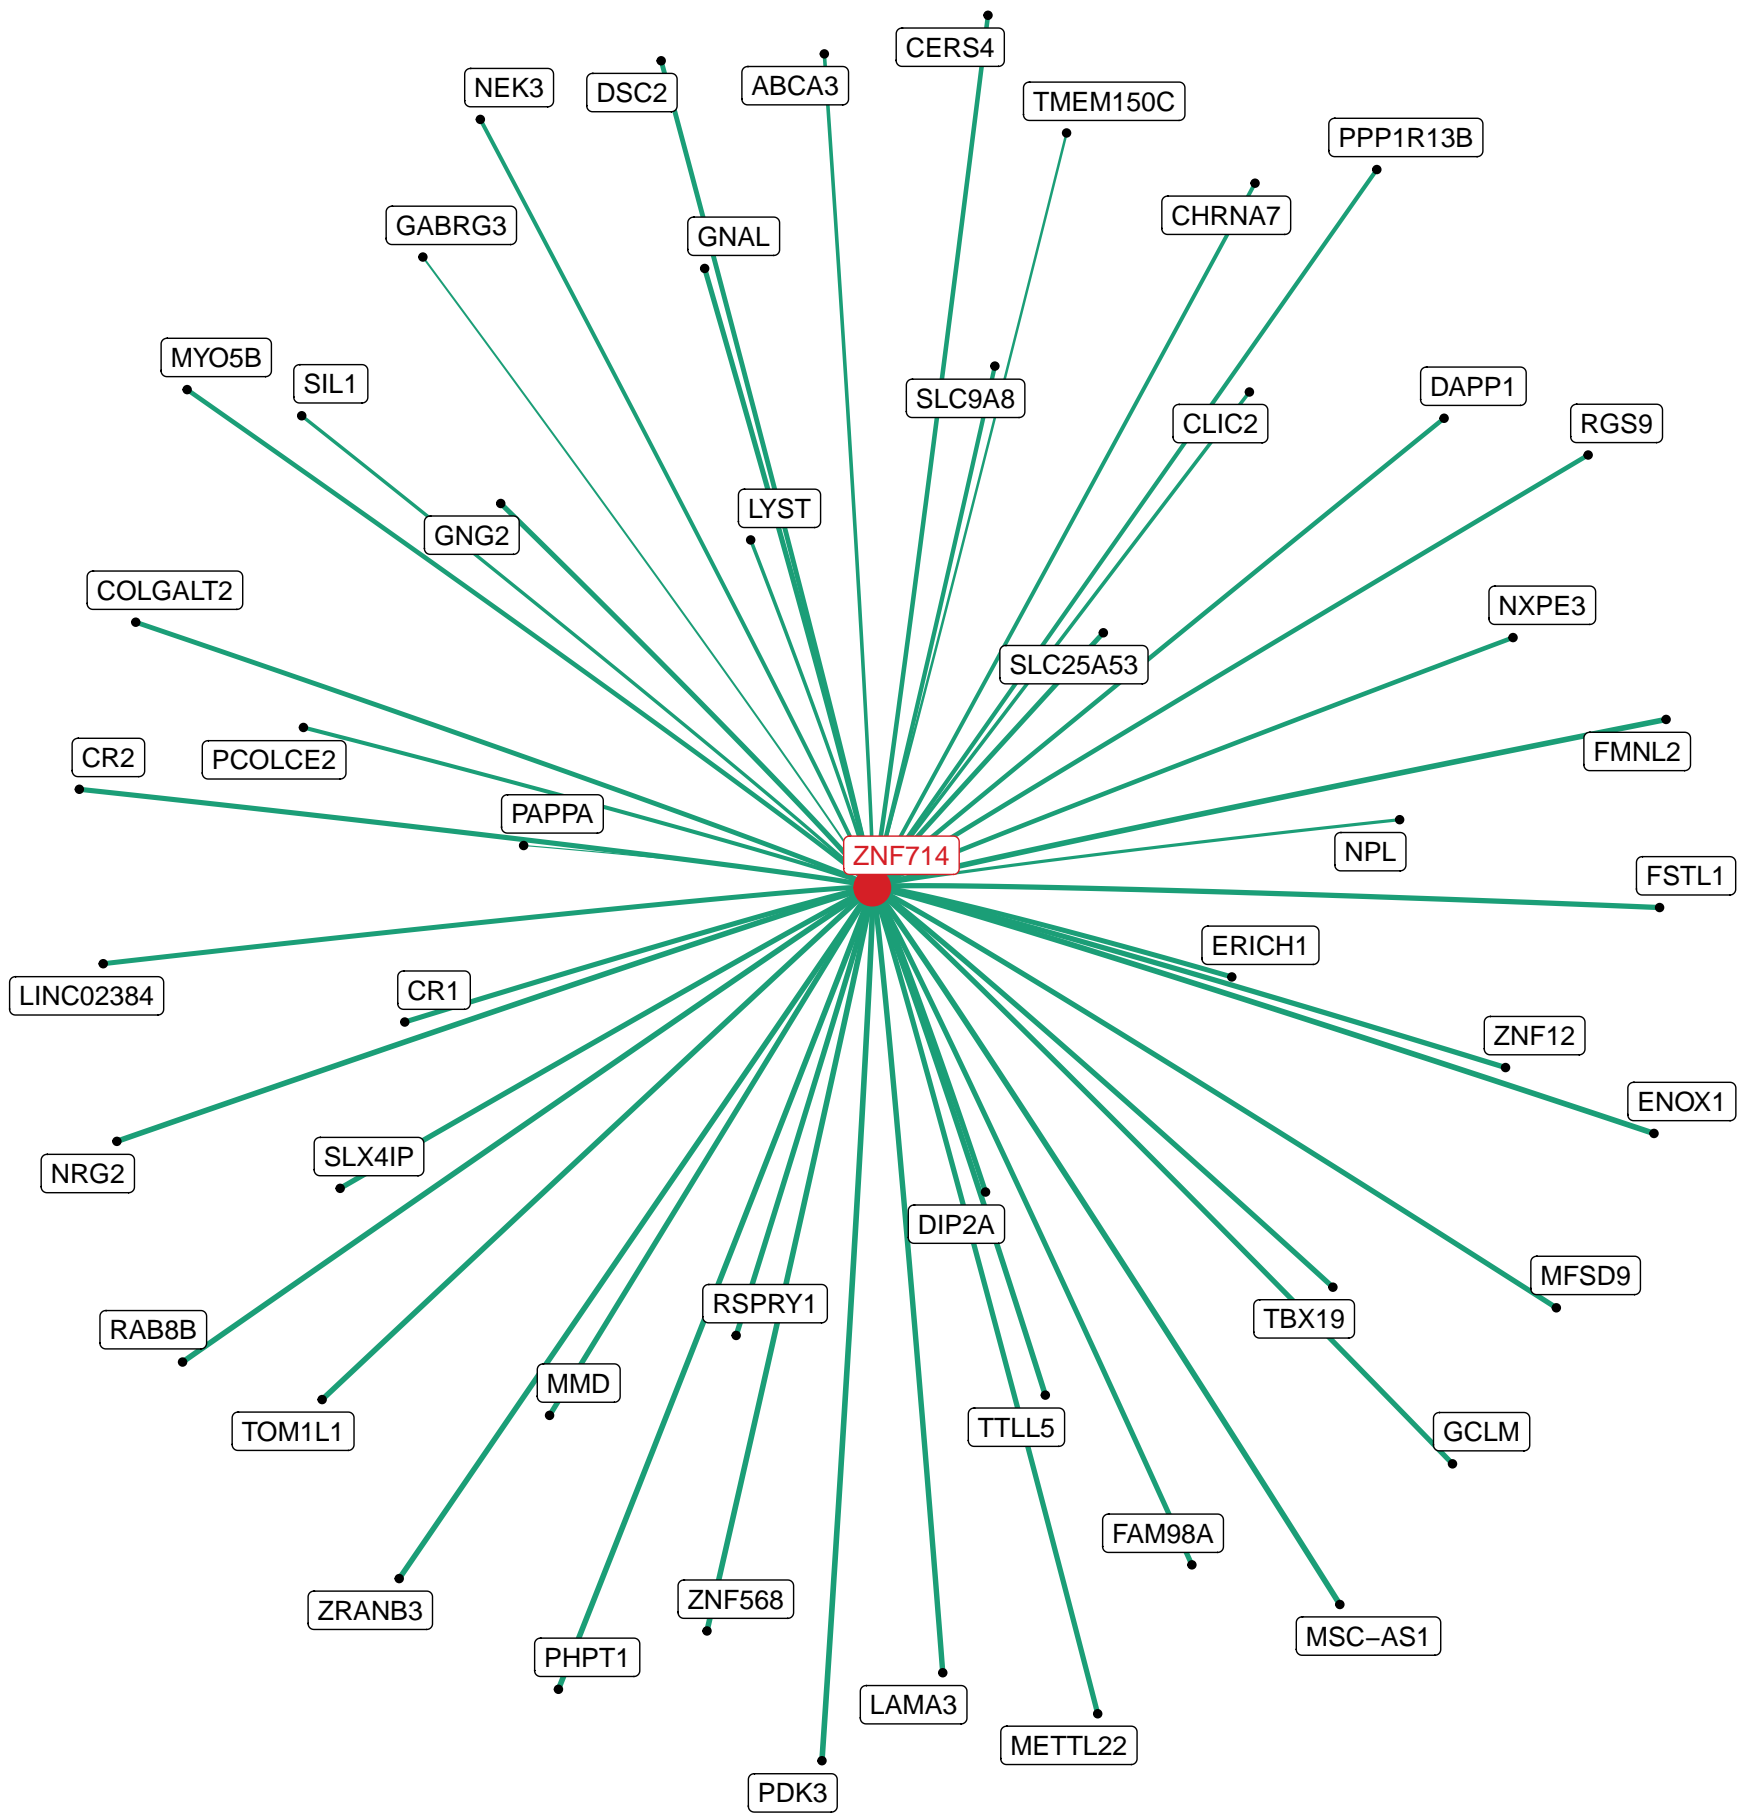 CERS4
NEK3
DSC2
ABCA3
TMEM150C
PPP1R13B
CHRNA7
GABRG3
GNAL
MYO5B
SIL1
SLC9A8
DAPP1
CLIC2
RGS9
LYST
GNG2
COLGALT2
NXPE3
SLC25A53
CR2
PCOLCE2
FMNL2
PAPPA
ZNF714
NPL
FSTL1
ERICH1
LINC02384
CR1
ZNF12
ENOX1
SLX4IP
NRG2
DIP2A
MFSD9
RSPRY1
TBX19
RAB8B
MMD
TOM1L1
TTLL5
GCLM
FAM98A
ZRANB3
ZNF568
MSC−AS1
PHPT1
LAMA3
METTL22
PDK3